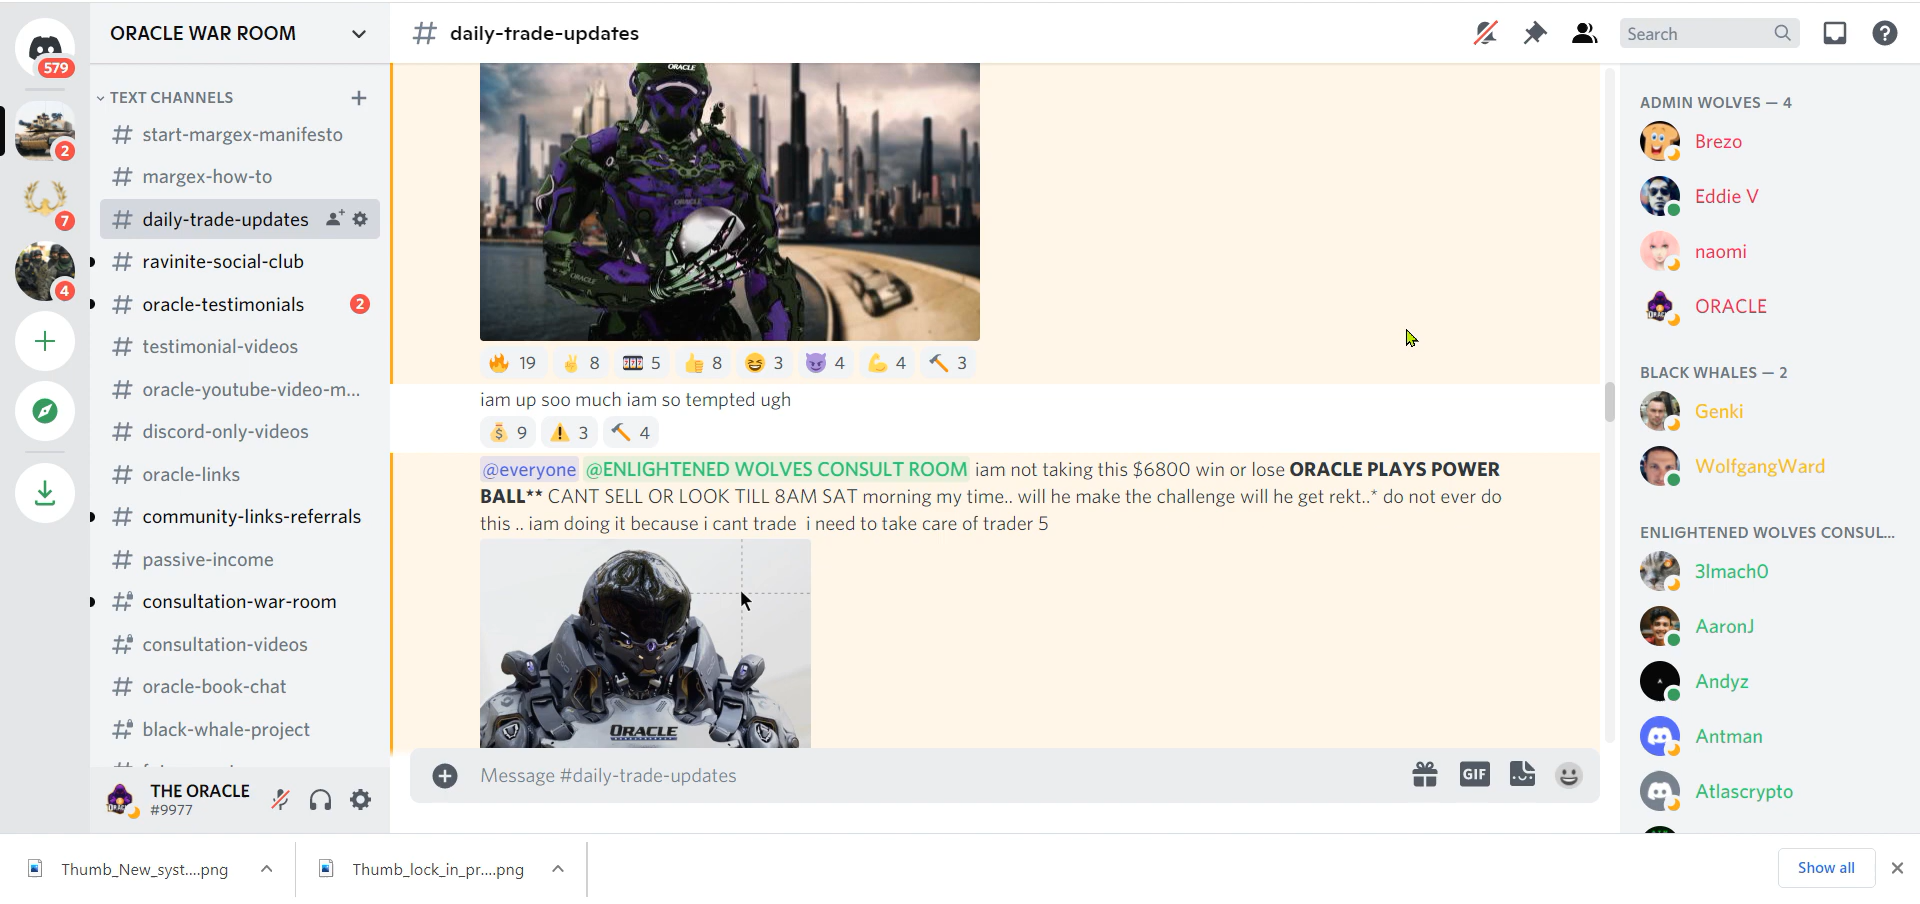 ORACLE WAR ROOM
daily-trade-updates
Search
579
2
7
4
TEXT CHANNELS
start-margex-manifesto
margex-how-to
daily-trade-updates
ravinite-social-club
oracle-testimonials 2
testimonial-videos
oracle-youtube-video-m...
discord-only-videos
oracle-links
community-links-referrals
passive-income
consultation-war-room
consultation-videos
oracle-book-chat
black-whale-project
THE ORACLE
#9977
ORACLE
ORACLE
ORACLE
19 8 5 8 3 4 4 3
iam up soo much iam so tempted ugh
9 3 4
@everyone @ENLIGHTENED WOLVES CONSULT ROOM iam not taking this $6800 win or lose ORACLE PLAYS POWER
BALL** CANT SELL OR LOOK TILL 8AM SAT morning my time.. will he make the challenge will he get rekt..* do not ever do
this .. iam doing it because i cant trade  i need to take care of trader 5
ORACLE
Message #daily-trade-updates
GIF
ADMIN WOLVES — 4
Brezo
Eddie V
naomi
ORACLE
BLACK WHALES — 2
Genki
WolfgangWard
ENLIGHTENED WOLVES CONSUL...
3lmach0
AaronJ
Andyz
Antman
Atlascrypto
Thumb_New_syst....png
Thumb_lock_in_pr....png
Show all